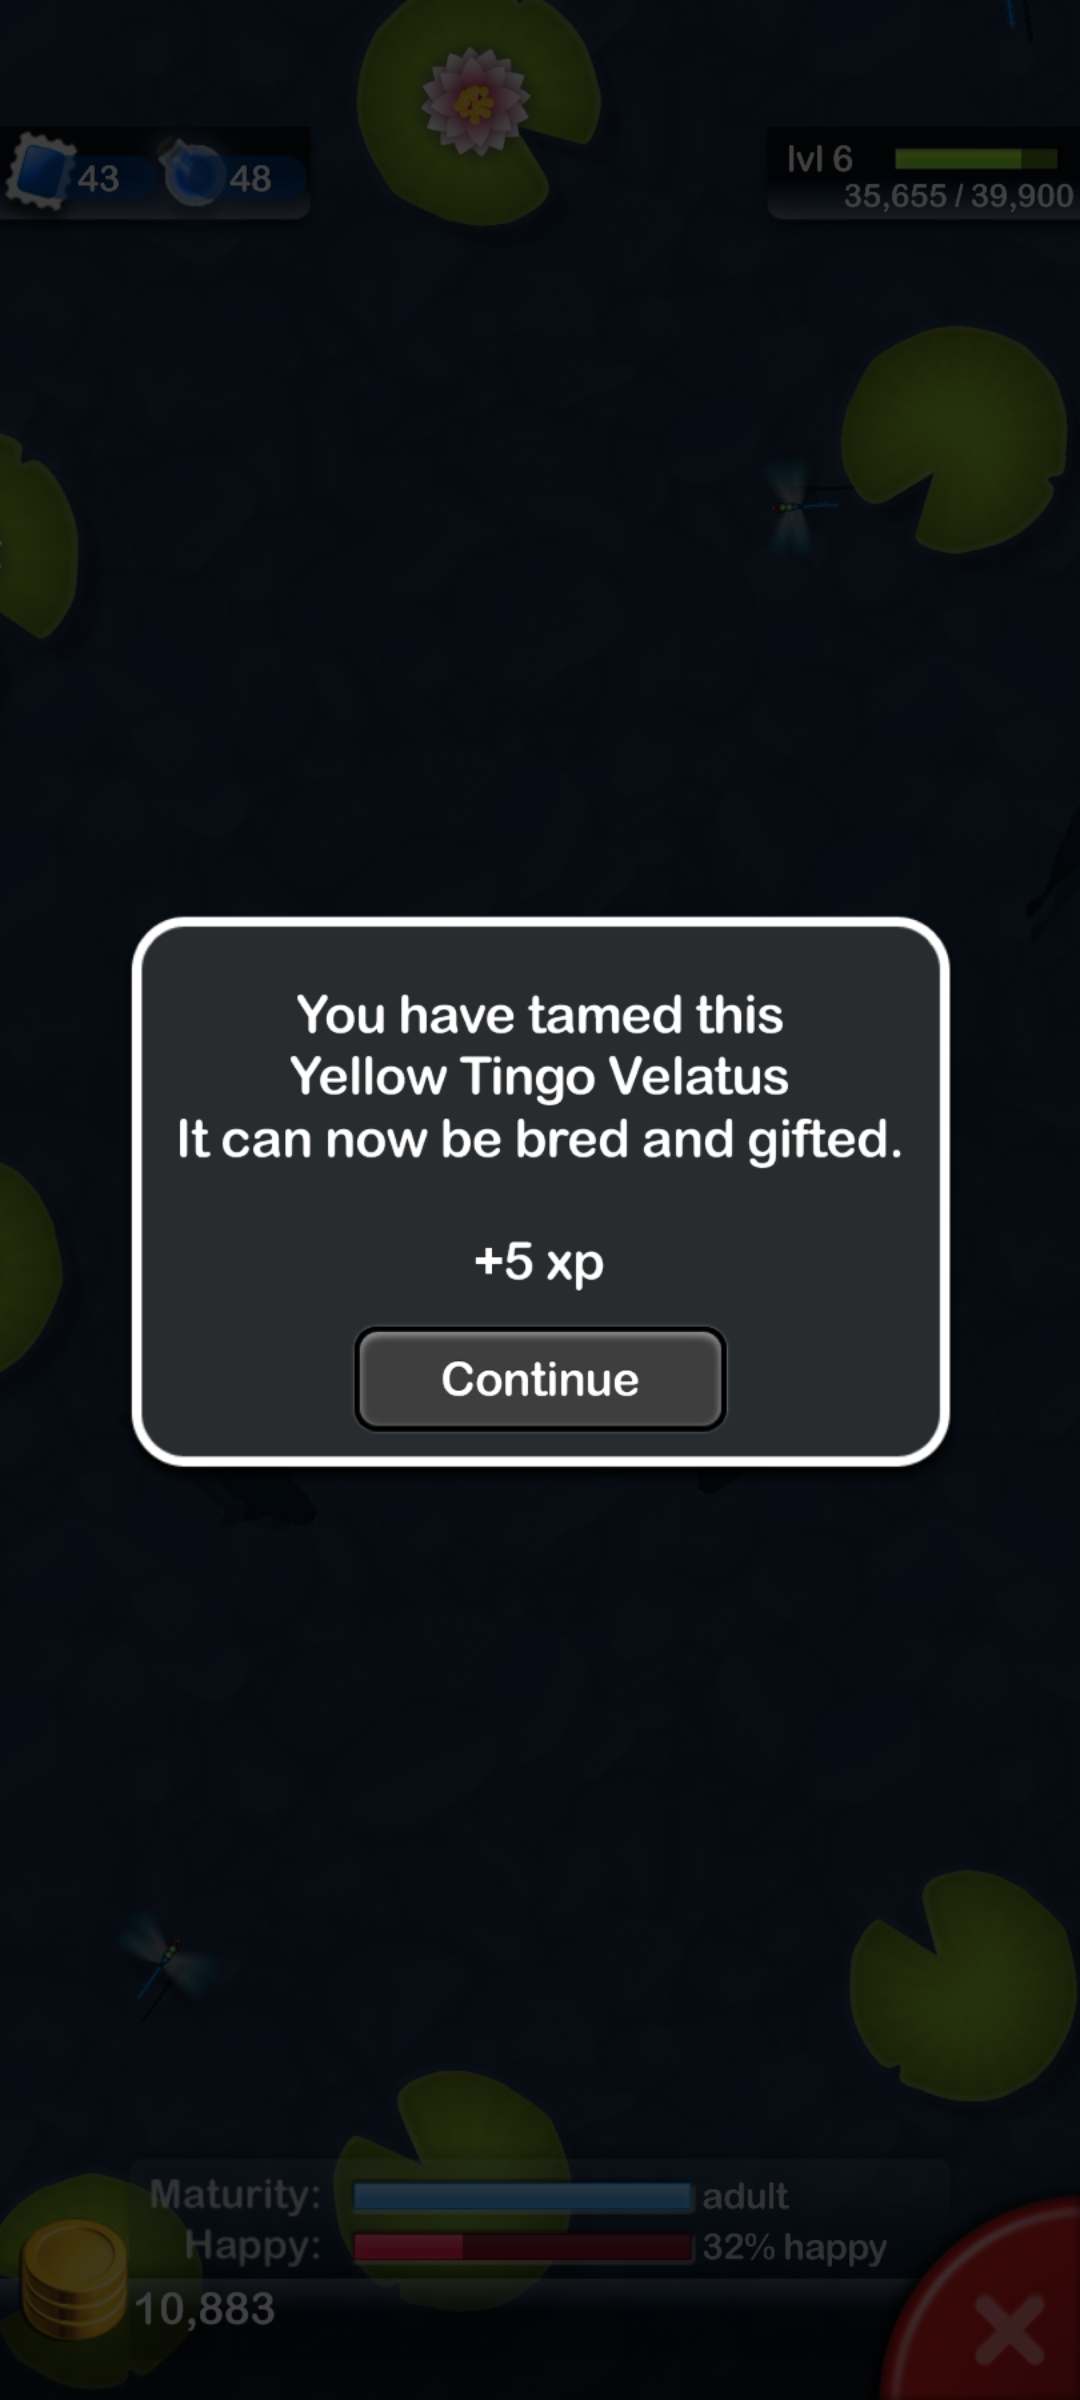 43
48
lvl 6
35,655 / 39,900
You have tamed this
Yellow Tingo Velatus
It can now be bred and gifted.
+5 xp
Continue
Maturity: adult
Happy: 32% happy
10,883